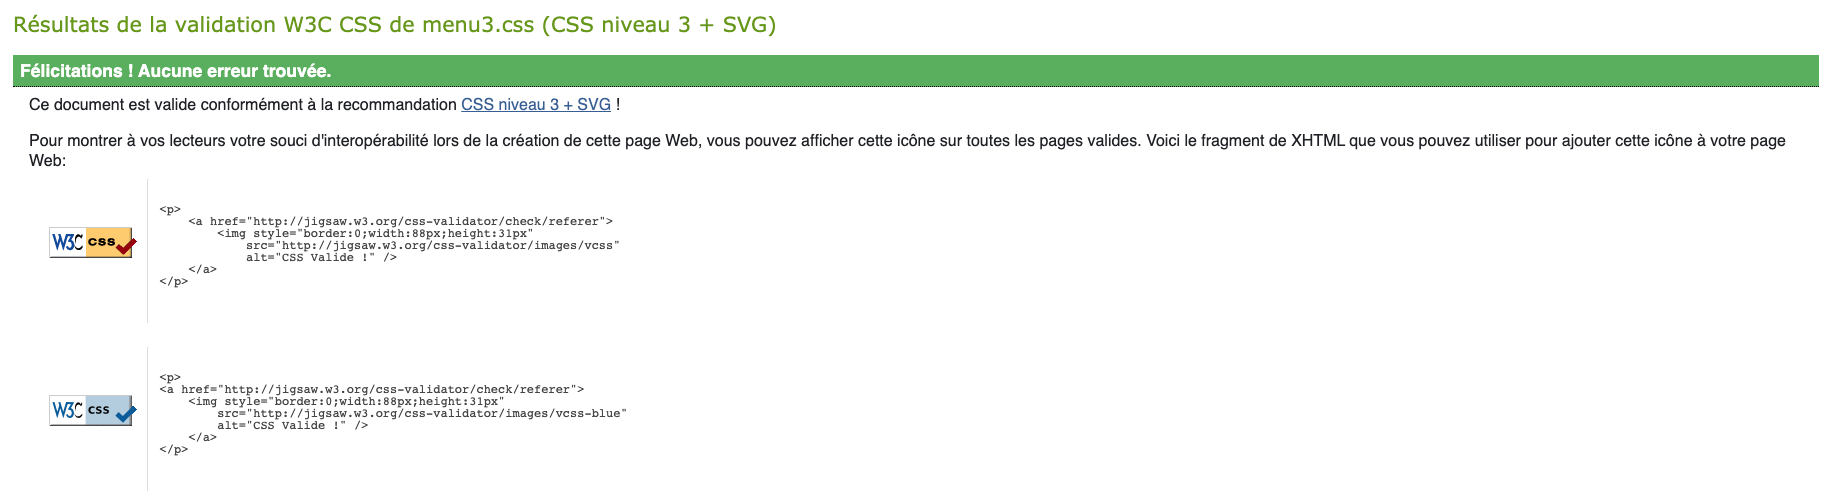 Résultats de la validation W3C CSS de menu3.css (CSS niveau 3 + SVG)
Félicitations ! Aucune erreur trouvée.
Ce document est valide conformément à la recommandation CSS niveau 3 + SVG !
Pour montrer à vos lecteurs votre souci d'interopérabilité lors de la création de cette page Web, vous pouvez afficher cette icône sur toutes les pages valides. Voici le fragment de XHTML que vous pouvez utiliser pour ajouter cette icône à votre page
Web:
W3C css
<p>
    <a href="http://jigsaw.w3.org/css-validator/check/referer">
        <img style="border:0;width:88px;height:31px"
            src="http://jigsaw.w3.org/css-validator/images/vcss"
            alt="CSS Valide !" />
    </a>
</p>
W3C css
<p>
<a href="http://jigsaw.w3.org/css-validator/check/referer">
    <img style="border:0;width:88px;height:31px"
        src="http://jigsaw.w3.org/css-validator/images/vcss-blue"
        alt="CSS Valide !" />
    </a>
</p>